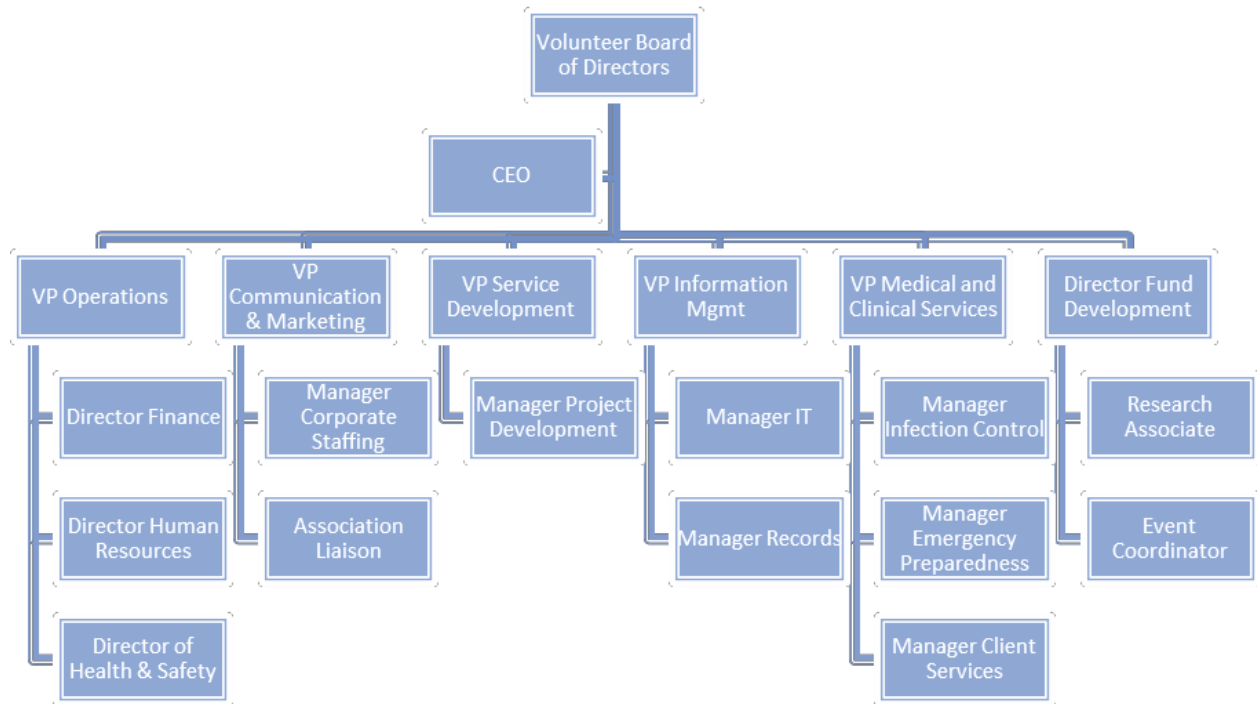 Volunteer Board
of Directors
CEO
VP Operations
VP
Communication
& Marketing
VP Service
Development
VP Information
Mgmt
VP Medical and
Clinical Services
Director Fund
Development
Director Finance
Manager
Corporate
Staffing
Manager Project
Development
Manager IT
Manager
Infection Control
Research
Associate
Director Human
Resources
Association
Liaison
Manager Records
Manager
Emergency
Preparedness
Event
Coordinator
Director of
Health & Safety
Manager Client
Services